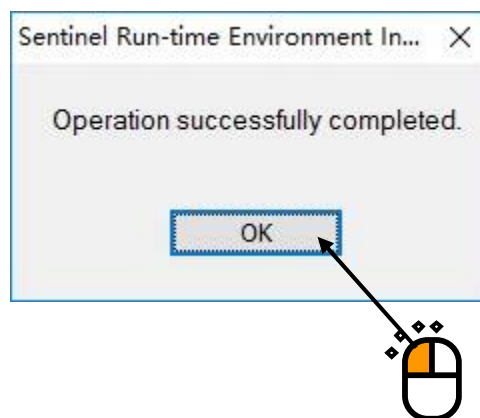 Sentinel Run-time Environment In...
Operation successfully completed.
OK